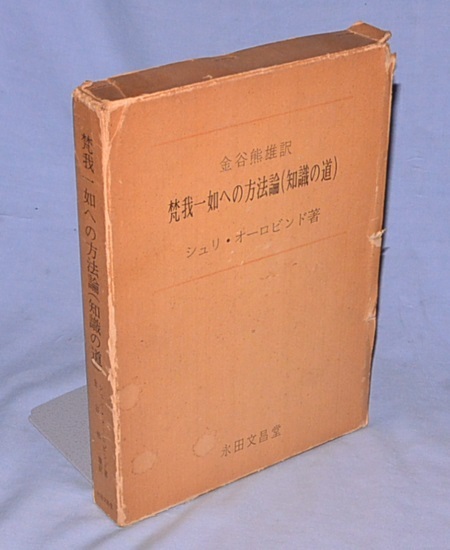 金谷熊雄訳
梵我一如への方法論(知識の道)
シュリ・オーロビンド著
永田文昌堂
梵我一如への方法論(知識の道)